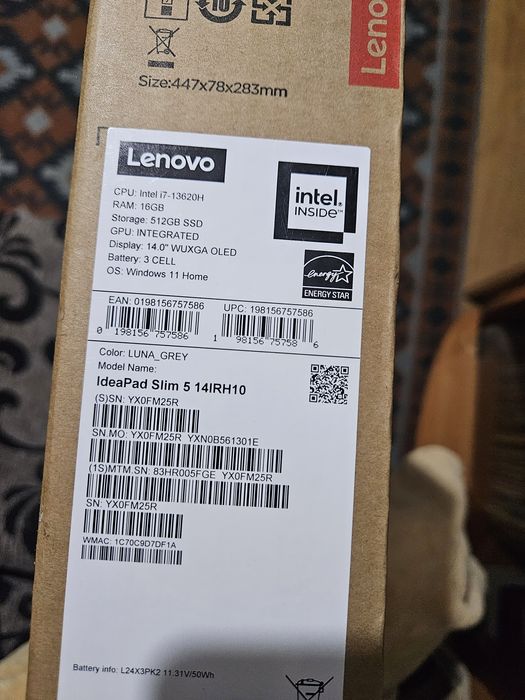 Size:447x78x283mm
Lenovo
Lenovo
CPU: Intel i7-13620H
RAM: 16GB
Storage: 512GB SSD
GPU: INTEGRATED
Display: 14.0" WUXGA OLED
Battery: 3 CELL
OS: Windows 11 Home
intel.
INSIDE™
energy
ENERGY STAR
EAN: 0198156757586
UPC: 198156757586
0 198156 757586
1 98156 75758 6
Color: LUNA_GREY
Model Name:
IdeaPad Slim 5 14IRH10
(S)SN: YX0FM25R
SN.MO: YX0FM25R YXN0B561301E
(1S)MTM.SN: 83HR005FGE YX0FM25R
SN: YX0FM25R
WMAC: 1C70C9D7DF1A
Battery info: L24X3PK2 11.31V/50Wh